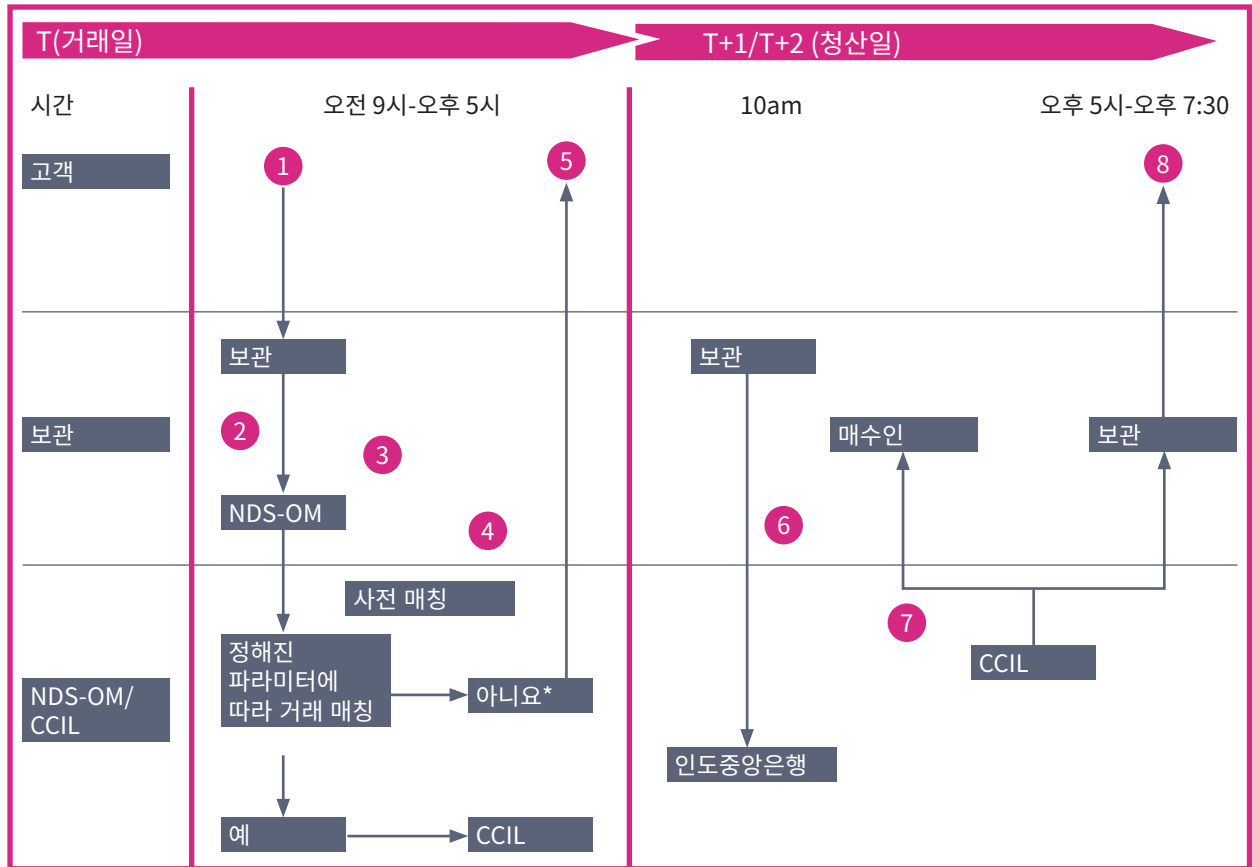 T(거래일)
T+1/T+2 (청산일)
시간
오전 9시-오후 5시
10am
오후 5시-오후 7:30
고객
1
5
8
보관
보관
보관
2
매수인
보관
3
NDS-OM
4
6
사전 매칭
7
정해진
파라미터에
따라 거래 매칭
CCIL
NDS-OM/
CCIL
아니요*
인도중앙은행
예
CCIL